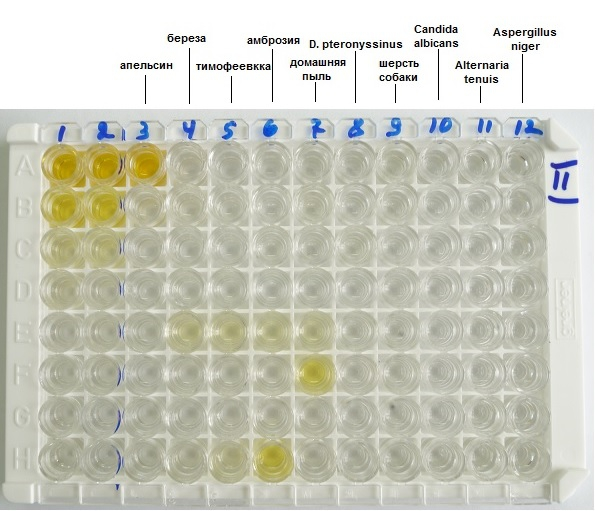 апельсин
береза
тимофеевкка
амброзия
домашняя
пыль
D. pteronyssinus
шерсть
собаки
Candida
albicans
Alternaria
tenuis
Aspergillus
niger
1 2 3 4 5 6 7 8 9 10 11 12
II
A
B
C
D
E
F
G
H